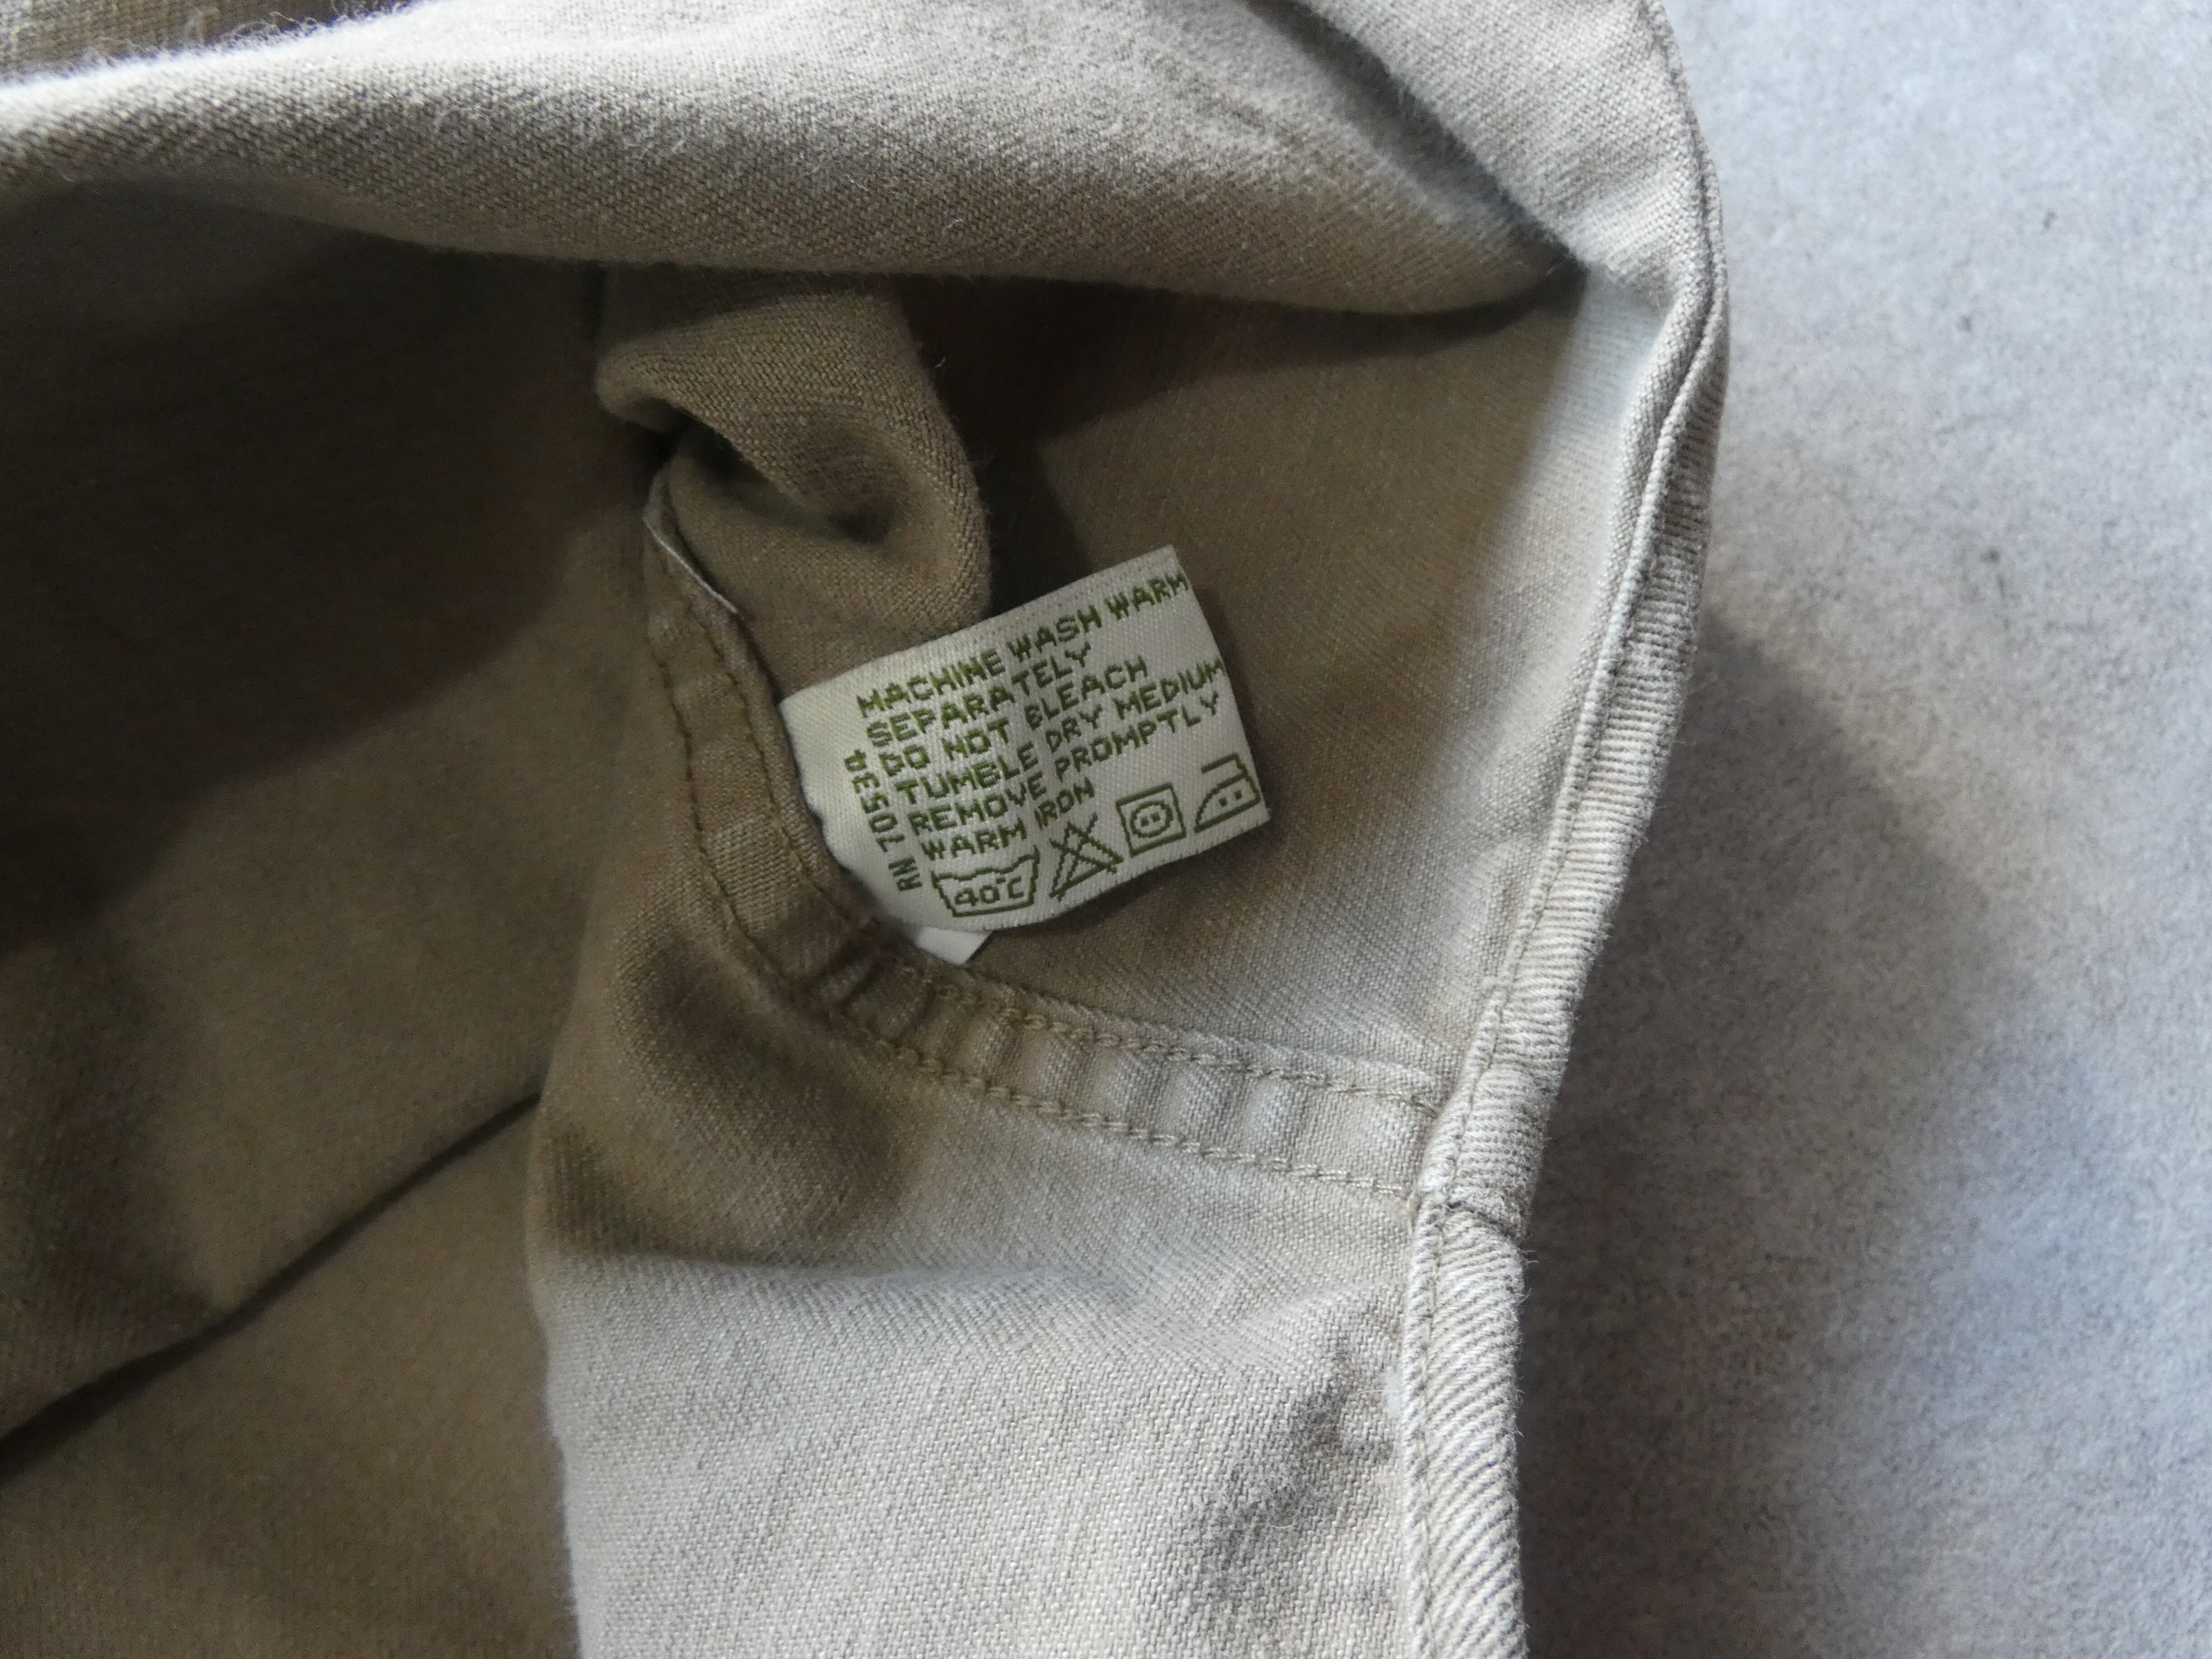 MACHINE WASH WARM
SEPARATELY
DO NOT BLEACH
TUMBLE DRY MEDIUM
REMOVE PROMPTLY
WARM IRON
40°C
RN 70534